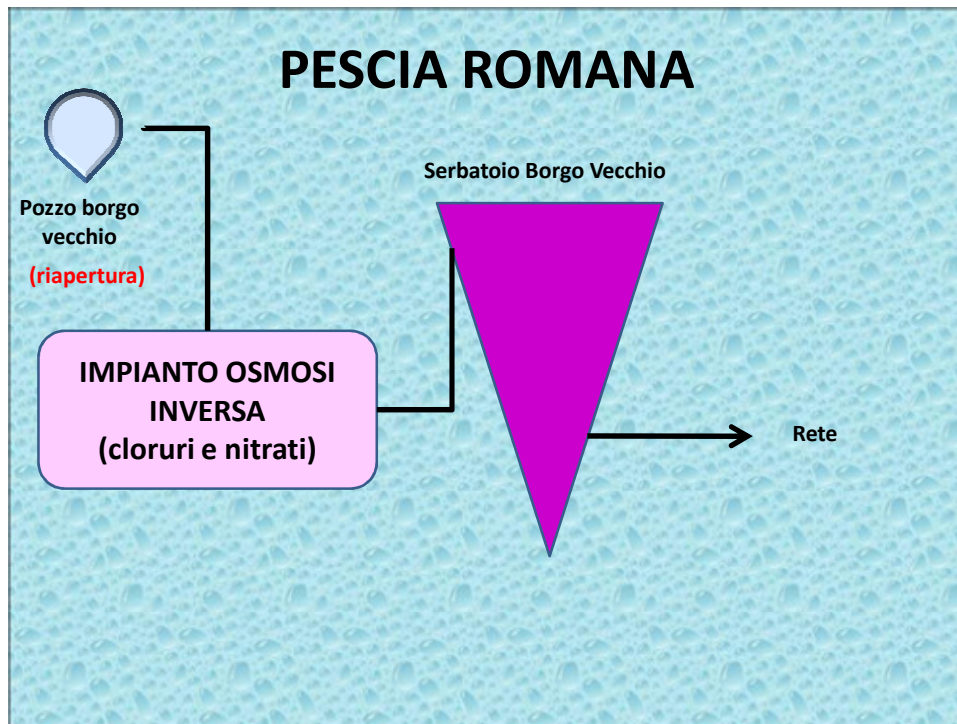 PESCIA ROMANA
Serbatoio Borgo Vecchio
Pozzo borgo
vecchio
(riapertura)
IMPIANTO OSMOSI
INVERSA
(cloruri e nitrati)
Rete